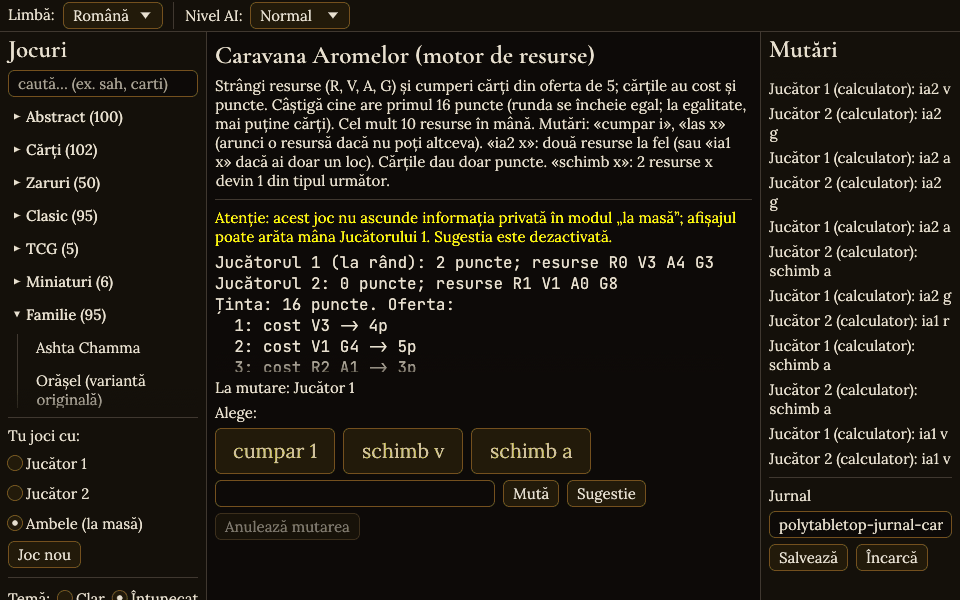 Limbă: Română ▼ Nivel AI: Normal ▼
Jocuri
caută... (ex. sah, carti)
▸ Abstract (100)
▸ Cărți (102)
▸ Zaruri (50)
▸ Clasic (95)
▸ TCG (5)
▸ Miniaturi (6)
▾ Familie (95)
Ashta Chamma
Orășel (variantă
originală)
Tu joci cu:
Jucător 1
Jucător 2
Ambele (la masă)
Joc nou
Temă: Clar Întunecat
Caravana Aromelor (motor de resurse)
Strângi resurse (R, V, A, G) și cumperi cărți din oferta de 5; cărțile au cost și
puncte. Câștigă cine are primul 16 puncte (runda se încheie egal; la egalitate,
mai puține cărți). Cel mult 10 resurse în mână. Mutări: «cumpar i», «las x»
(arunci o resursă dacă nu poți altceva). «ia2 x»: două resurse la fel (sau «ia1
x» dacă ai doar un loc). Cărțile dau doar puncte. «schimb x»: 2 resurse x
devin 1 din tipul următor.
Atenție: acest joc nu ascunde informația privată în modul „la masă”; afișajul
poate arăta mâna Jucătorului 1. Sugestia este dezactivată.
Jucătorul 1 (la rând): 2 puncte; resurse R0 V3 A4 G3
Jucătorul 2: 0 puncte; resurse R1 V1 A0 G8
Ținta: 16 puncte. Oferta:
1: cost V3 -> 4p
2: cost V1 G4 -> 5p
3: cost R2 A1 -> 3p
La mutare: Jucător 1
Alege:
cumpar 1 schimb v schimb a
Mută Sugestie
Anulează mutarea
Mutări
Jucător 1 (calculator): ia2 v
Jucător 2 (calculator): ia2
g
Jucător 1 (calculator): ia2 a
Jucător 2 (calculator): ia2
g
Jucător 1 (calculator): ia2 a
Jucător 2 (calculator):
schimb a
Jucător 1 (calculator): ia2 g
Jucător 2 (calculator): ia1 r
Jucător 1 (calculator):
schimb a
Jucător 2 (calculator):
schimb a
Jucător 1 (calculator): ia1 v
Jucător 2 (calculator): ia1 v
Jurnal
polytabletop-jurnal-car
Salvează Încarcă